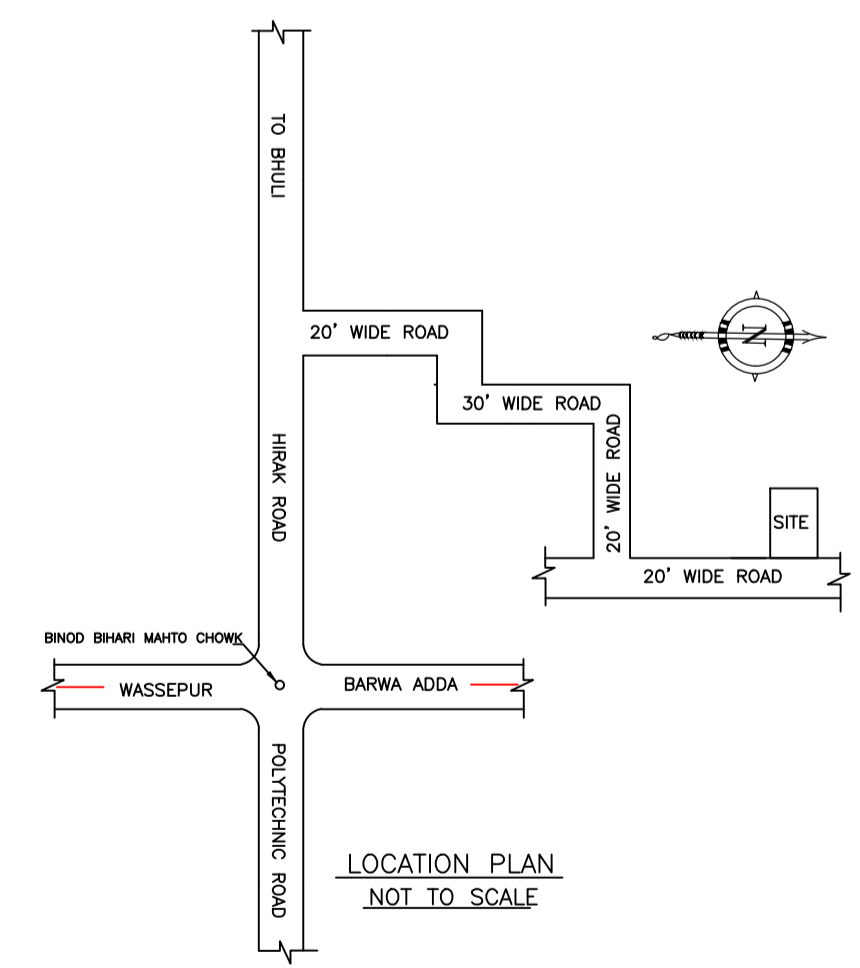 TO BHULI
20' WIDE ROAD
N
30' WIDE ROAD
20' WIDE ROAD
HIRAK ROAD
SITE
20' WIDE ROAD
BINOD BIHARI MAHTO CHOWK
WASSEPUR
BARWA ADDA
POLYTECHNIC ROAD
LOCATION PLAN
NOT TO SCALE